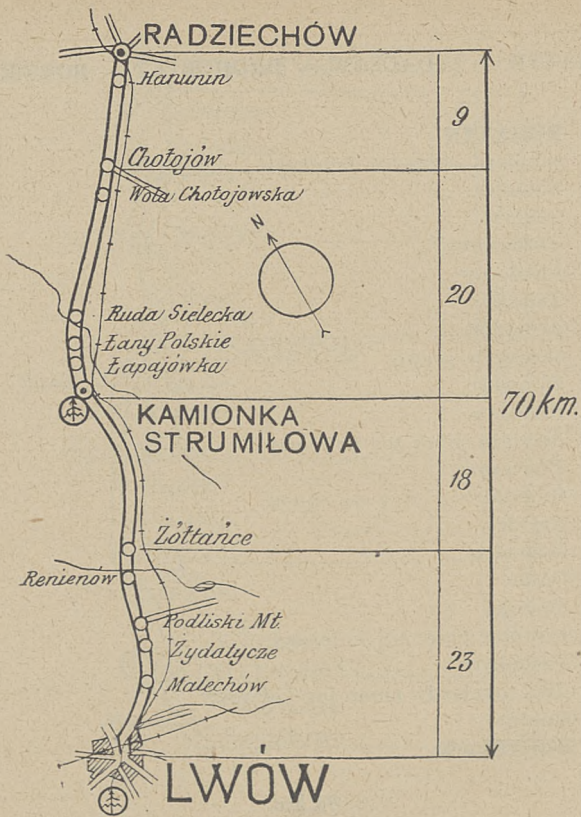 RADZIECHÓW
Hanunin
9
Chołojów
Wola Chołojowska
N
20
Ruda Sielecka
Łany Polskie
Łapajówka
KAMIONKA
STRUMIŁOWA
70 km.
18
Żółtańce
Renienów
Podliski Mł.
Żydatycze
23
Malechów
LWÓW